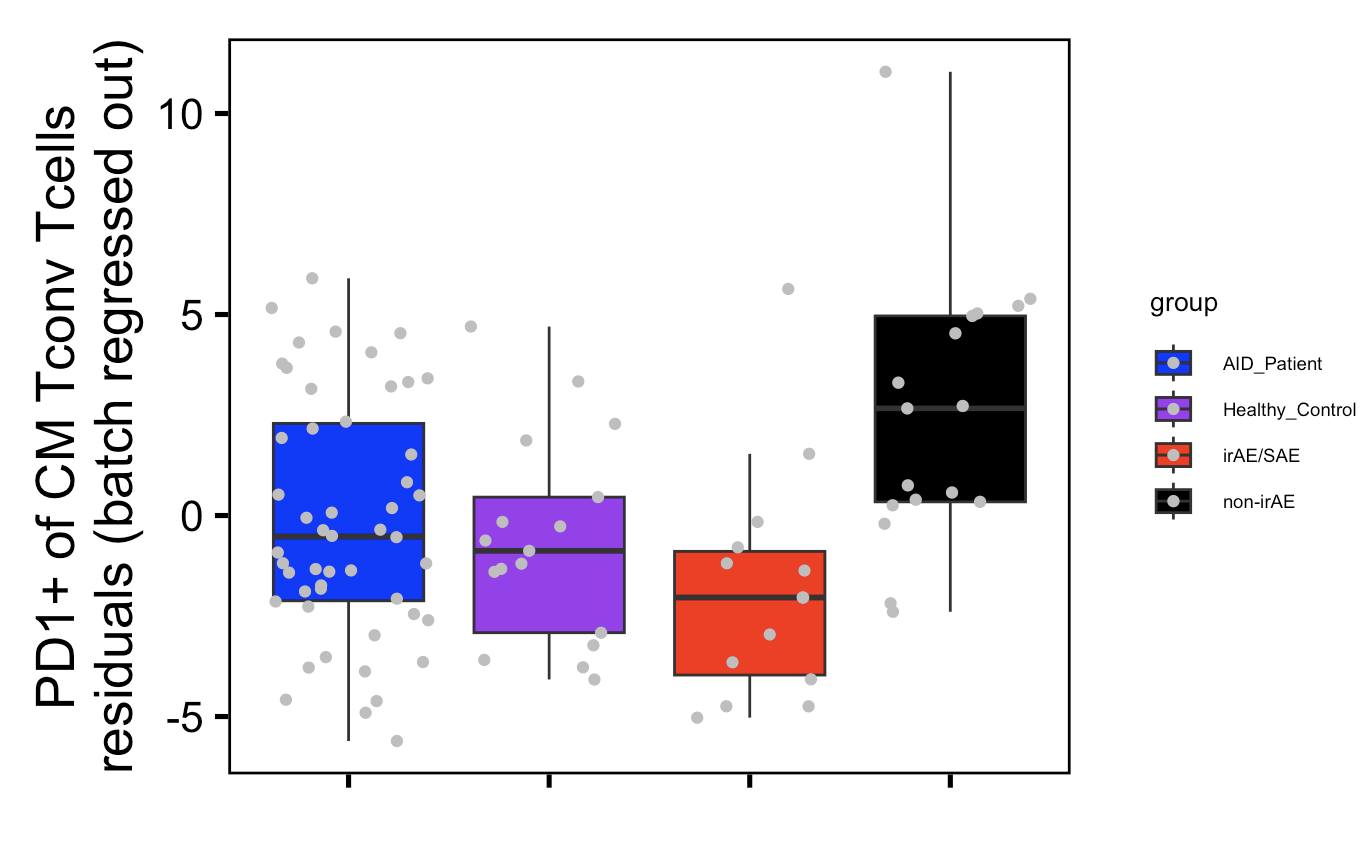 PD1+ of CM Tconv Tcells
residuals (batch regressed out)
10
5
0
-5
group
AID_Patient
Healthy_Control
irAE/SAE
non-irAE